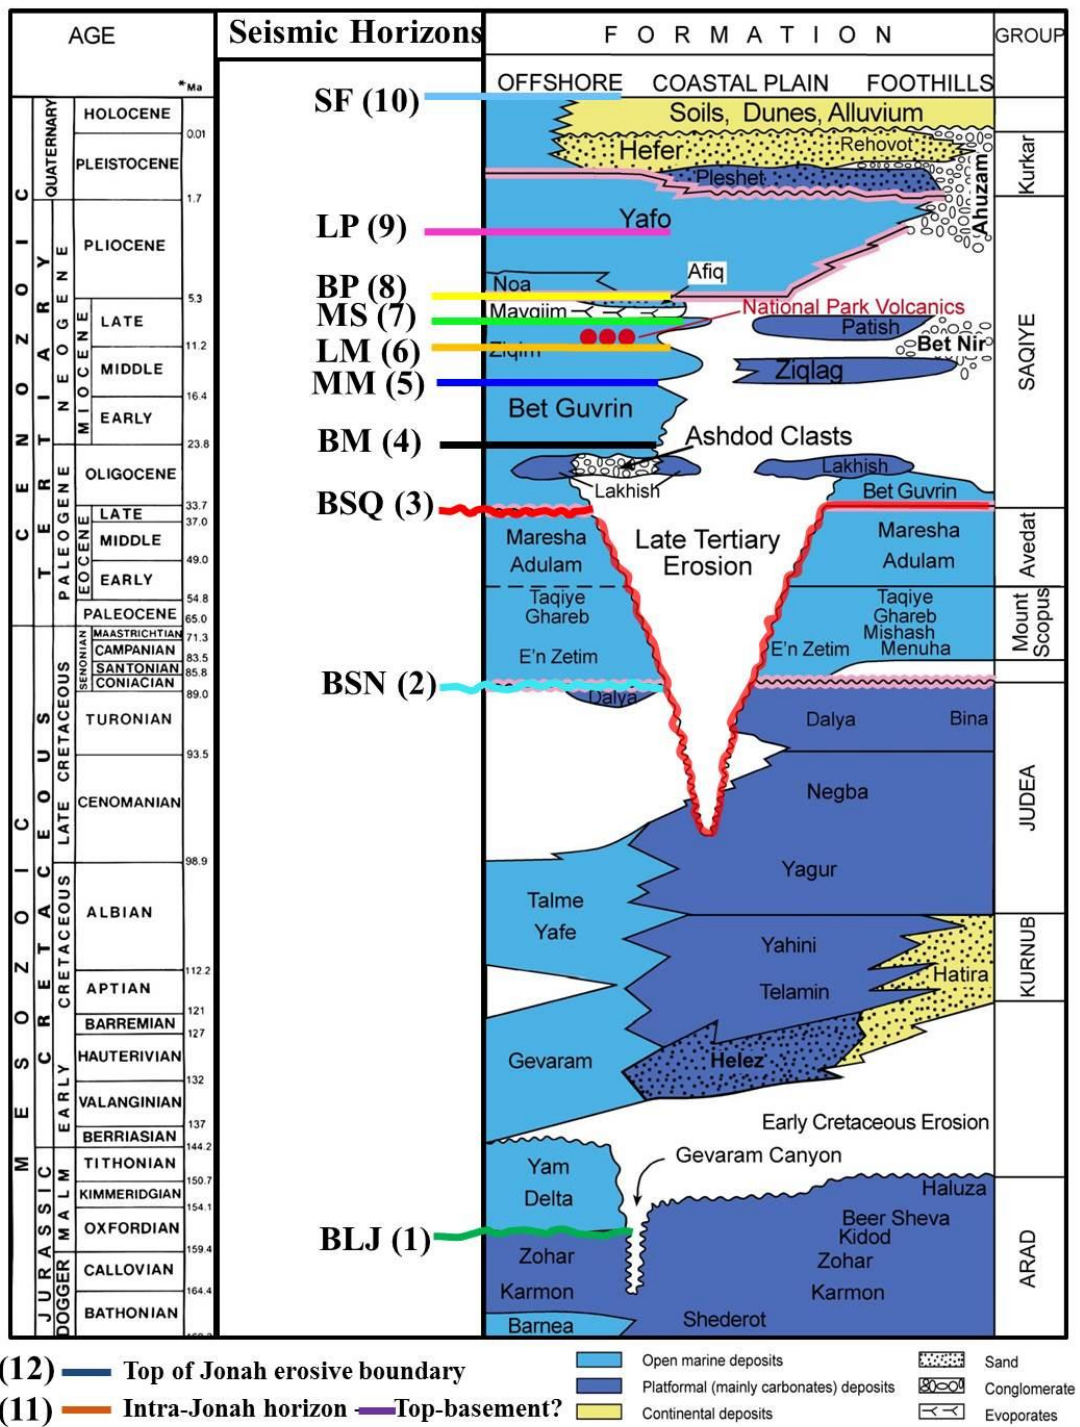 AGE
Seismic Horizons
F O R M A T I O N
GROUP
*Ma
OFFSHORE COASTAL PLAIN FOOTHILLS
CENOZOIC
MESOZOIC
QUATERNARY
TERTIARY
CRETACEOUS
JURASSIC
NEOGENE
PALEOGENE
LATE CRETACEOUS
EARLY CRETACEOUS
MALM
DOGGER
MIOCENE
EOCENE
SENONIAN
HOLOCENE
0.01
PLEISTOCENE
1.7
PLIOCENE
5.3
LATE
11.2
MIDDLE
16.4
EARLY
23.8
OLIGOCENE
33.7
LATE
37.0
MIDDLE
49.0
EARLY
54.8
PALEOCENE
65.0
MAASTRICHTIAN
71.3
CAMPANIAN
83.5
SANTONIAN
85.8
CONIACIAN
89.0
TURONIAN
93.5
CENOMANIAN
98.9
ALBIAN
112.2
APTIAN
121
BARREMIAN
127
HAUTERIVIAN
132
VALANGINIAN
137
BERRIASIAN
144.2
TITHONIAN
150.7
KIMMERIDGIAN
154.1
OXFORDIAN
159.4
CALLOVIAN
164.4
BATHONIAN
SF (10)
LP (9)
BP (8)
MS (7)
LM (6)
MM (5)
BM (4)
BSQ (3)
BSN (2)
BLJ (1)
Soils, Dunes, Alluvium
Hefer
Rehovot
Pleshet
Ahuzam
Yafo
Noa
Afiq
Mavqiim
National Park Volcanics
Patish
Bet Nir
Ziqim
Ziqlag
Bet Guvrin
Ashdod Clasts
Lakhish
Lakhish
Bet Guvrin
Maresha
Adulam
Late Tertiary
Erosion
Maresha
Adulam
Taqiye
Ghareb
E'n Zetim
Taqiye
Ghareb
Mishash
E'n Zetim
Menuha
Dalya
Dalya
Bina
Negba
Yagur
Talme
Yafe
Yahini
Hatira
Telamin
Gevaram
Helez
Early Cretaceous Erosion
Gevaram Canyon
Yam
Delta
Haluza
Beer Sheva
Kidod
Zohar
Karmon
Zohar
Karmon
Shederot
Barnea
Kurkar
SAQIYE
Avedat
Mount Scopus
JUDEA
KURNUB
ARAD
(12) Top of Jonah erosive boundary
(11) Intra-Jonah horizon Top-basement?
Open marine deposits
Platformal (mainly carbonates) deposits
Continental deposits
Sand
Conglomerate
Evaporites